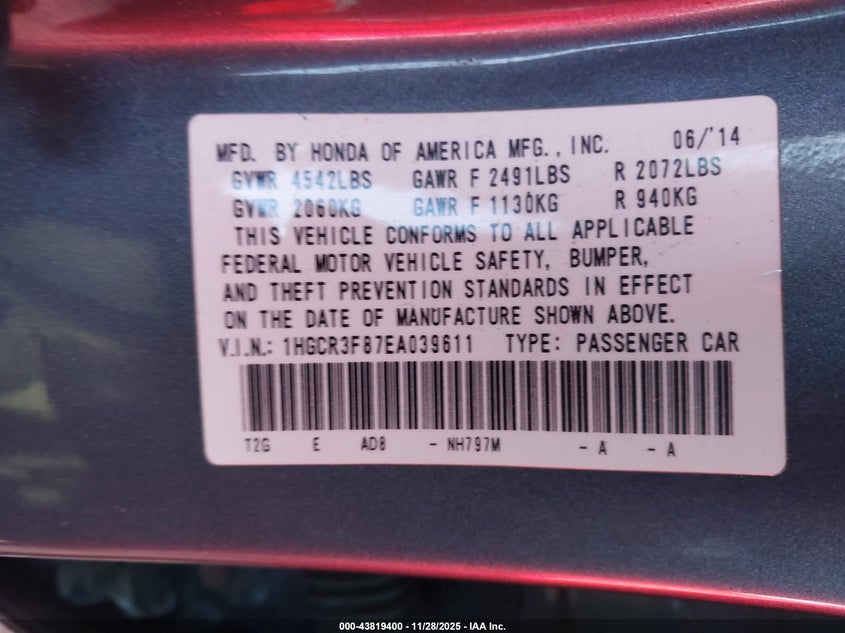 MFD. BY HONDA OF AMERICA MFG., INC. 06/'14
GVWR 4542LBS GAWR F 2491LBS R 2072LBS
GVWR 2060KG GAWR F 1130KG R 940KG
THIS VEHICLE CONFORMS TO ALL APPLICABLE
FEDERAL MOTOR VEHICLE SAFETY, BUMPER,
AND THEFT PREVENTION STANDARDS IN EFFECT
ON THE DATE OF MANUFACTURE SHOWN ABOVE.
V.I.N.: 1HGCR3F87EA039611 TYPE: PASSENGER CAR
T2G E AD8 - NH797M - A - A
000-43819400 - 11/28/2025 - IAA Inc.